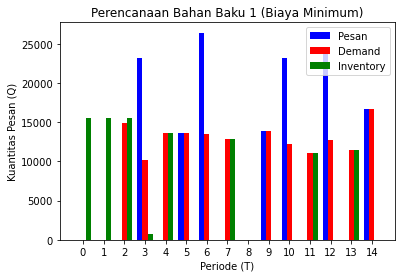 Perencanaan Bahan Baku 1 (Biaya Minimum)
Pesan
Demand
Inventory
Kuantitas Pesan (Q)
25000
20000
15000
10000
5000
0
0 1 2 3 4 5 6 7 8 9 10 11 12 13 14
Periode (T)